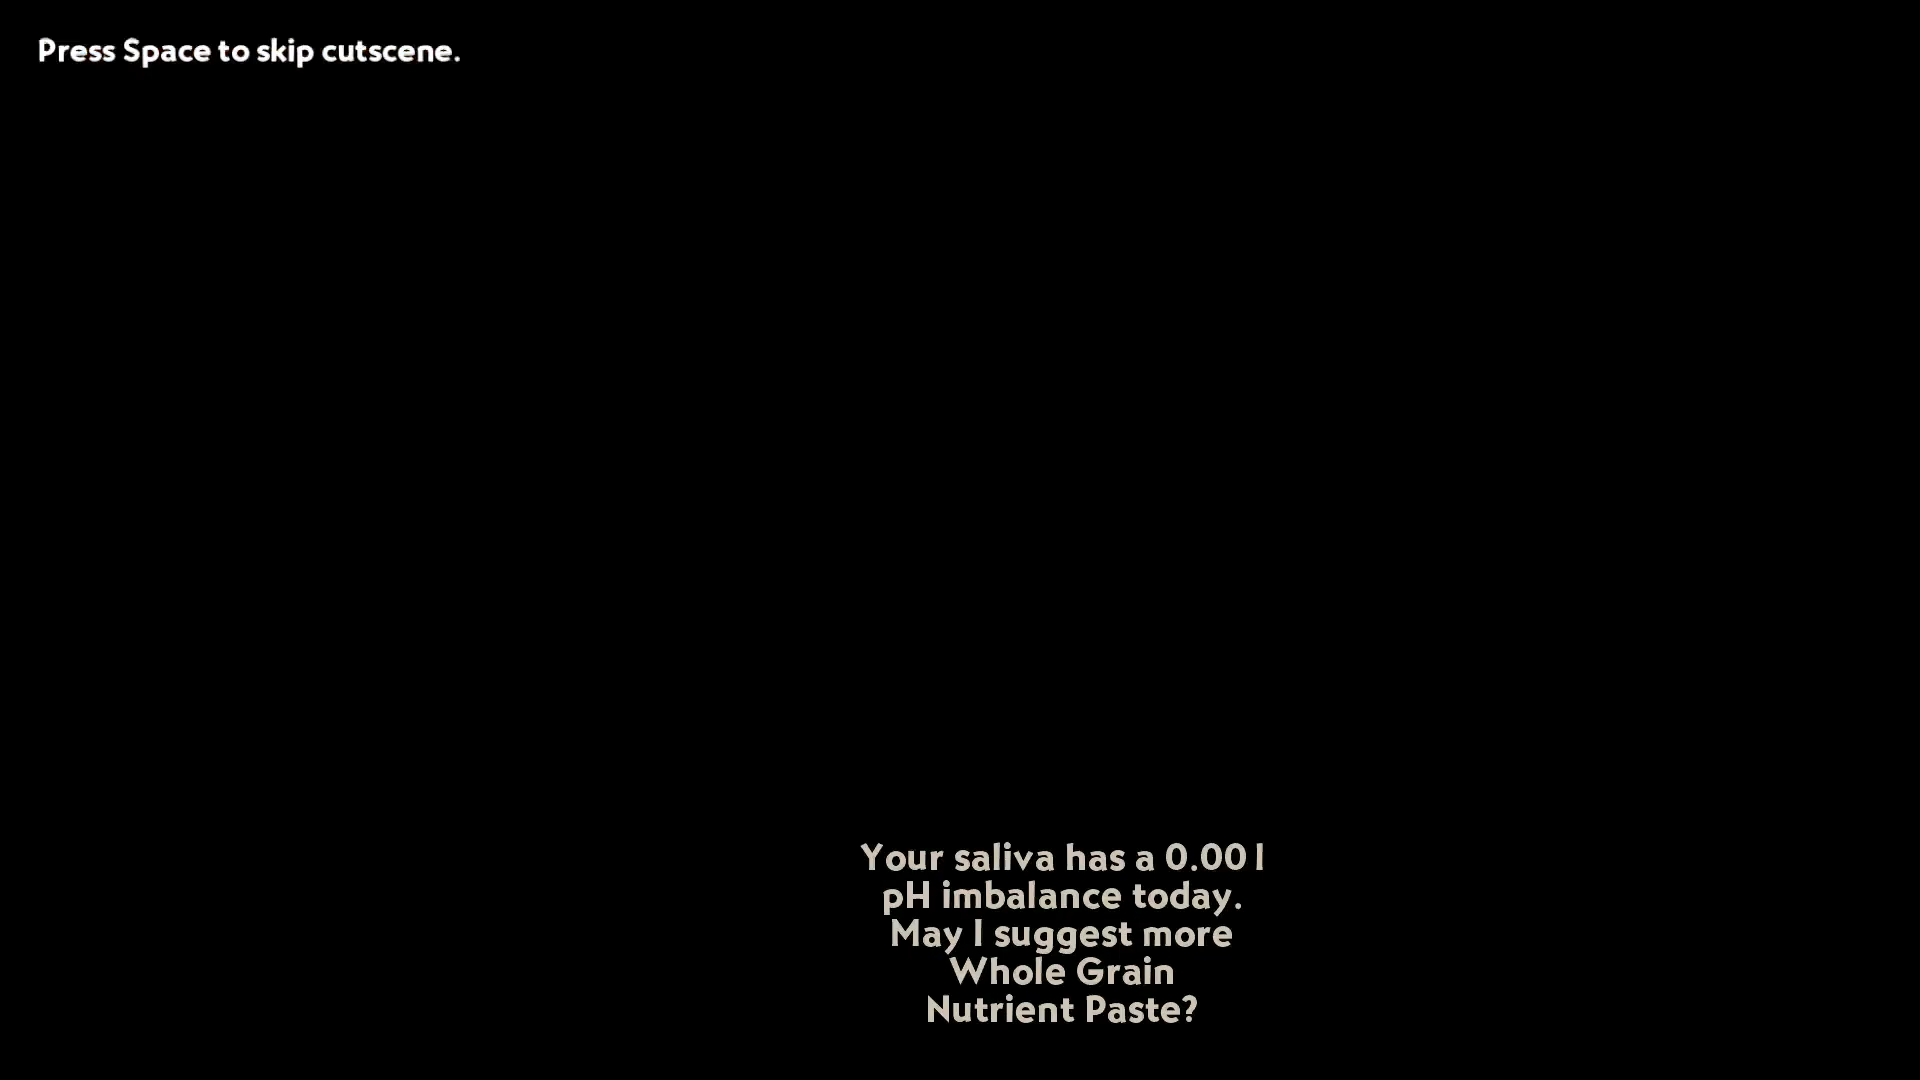 Press Space to skip cutscene.
Your saliva has a 0.001
pH imbalance today.
May I suggest more
Whole Grain
Nutrient Paste?